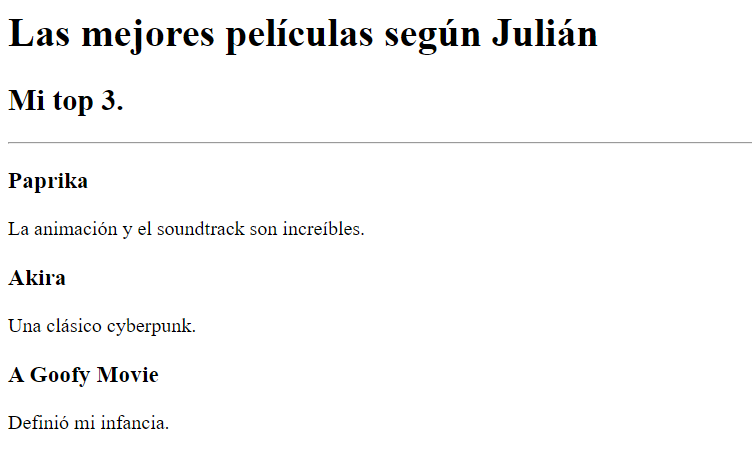 Las mejores películas según Julián
Mi top 3.
Paprika
La animación y el soundtrack son increíbles.
Akira
Una clásico cyberpunk.
A Goofy Movie
Definió mi infancia.